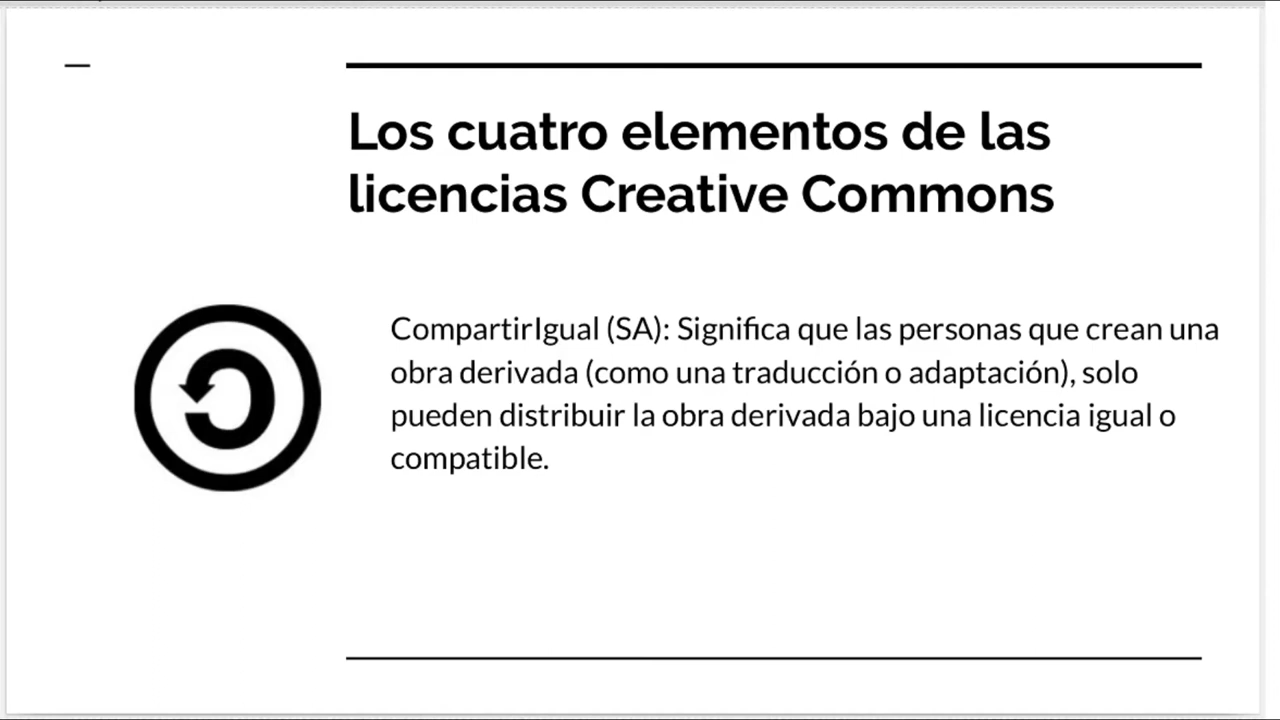 Los cuatro elementos de las
licencias Creative Commons
CompartirIgual (SA): Significa que las personas que crean una
obra derivada (como una traducción o adaptación), solo
pueden distribuir la obra derivada bajo una licencia igual o
compatible.